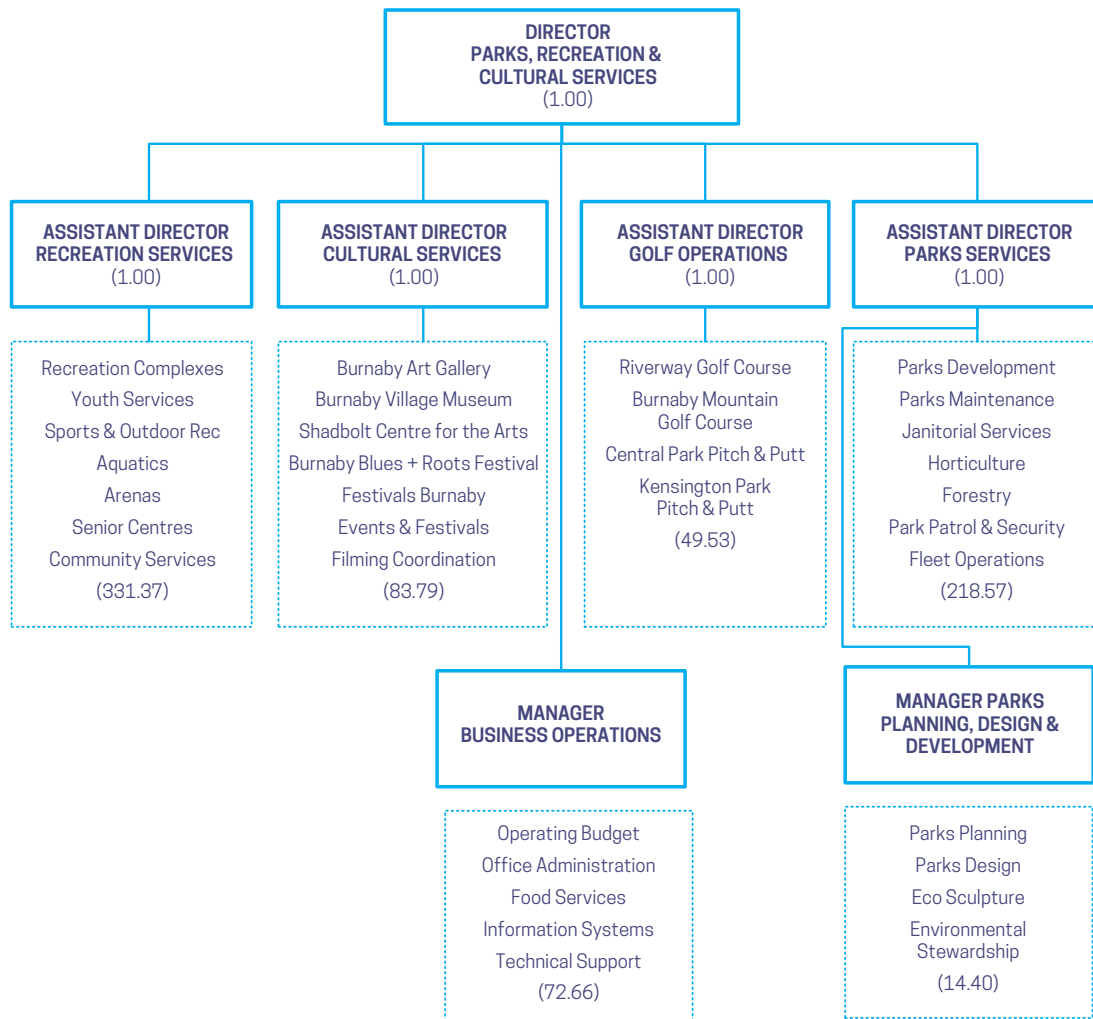 DIRECTOR
PARKS, RECREATION &
CULTURAL SERVICES
(1.00)
ASSISTANT DIRECTOR
RECREATION SERVICES
(1.00)
ASSISTANT DIRECTOR
CULTURAL SERVICES
(1.00)
ASSISTANT DIRECTOR
GOLF OPERATIONS
(1.00)
ASSISTANT DIRECTOR
PARKS SERVICES
(1.00)
Recreation Complexes
Youth Services
Sports & Outdoor Rec
Aquatics
Arenas
Senior Centres
Community Services
(331.37)
Burnaby Art Gallery
Burnaby Village Museum
Shadbolt Centre for the Arts
Burnaby Blues + Roots Festival
Festivals Burnaby
Events & Festivals
Filming Coordination
(83.79)
Riverway Golf Course
Burnaby Mountain
Golf Course
Central Park Pitch & Putt
Kensington Park
Pitch & Putt
(49.53)
Parks Development
Parks Maintenance
Janitorial Services
Horticulture
Forestry
Park Patrol & Security
Fleet Operations
(218.57)
MANAGER
BUSINESS OPERATIONS
MANAGER PARKS
PLANNING, DESIGN &
DEVELOPMENT
Operating Budget
Office Administration
Food Services
Information Systems
Technical Support
(72.66)
Parks Planning
Parks Design
Eco Sculpture
Environmental
Stewardship
(14.40)